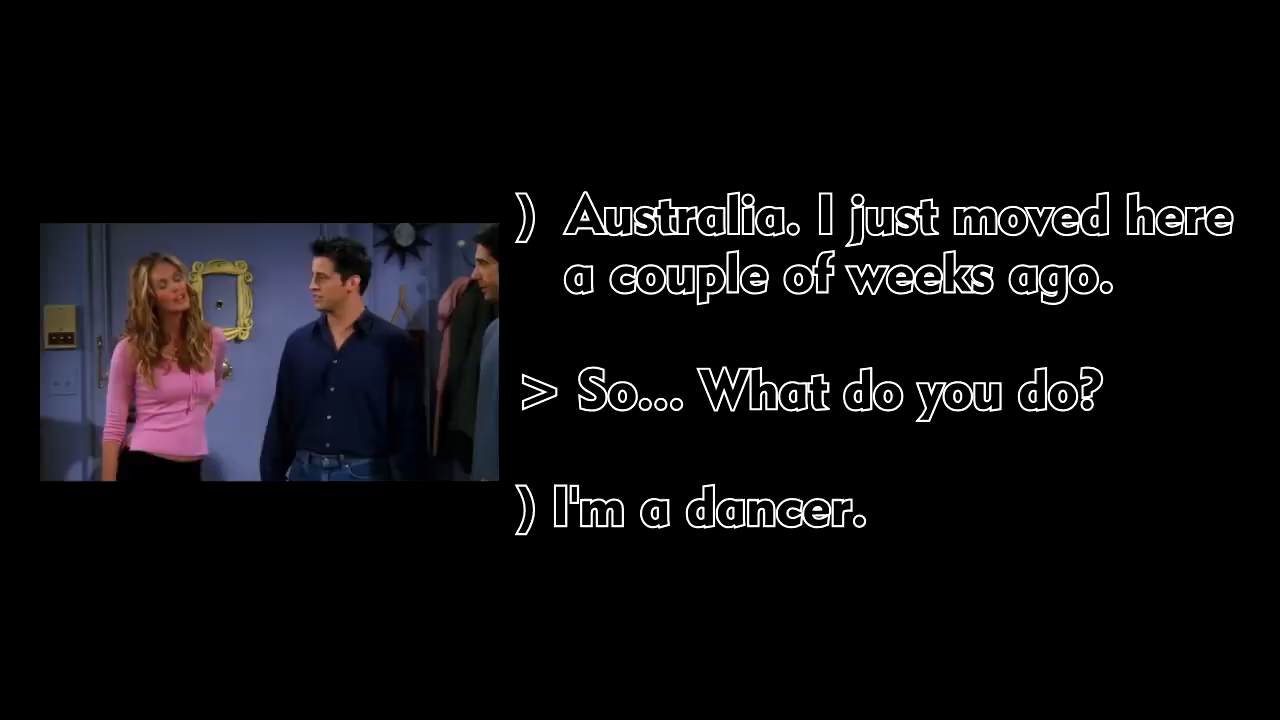 ) Australia. I just moved here
a couple of weeks ago.
> So... What do you do?
) I'm a dancer.